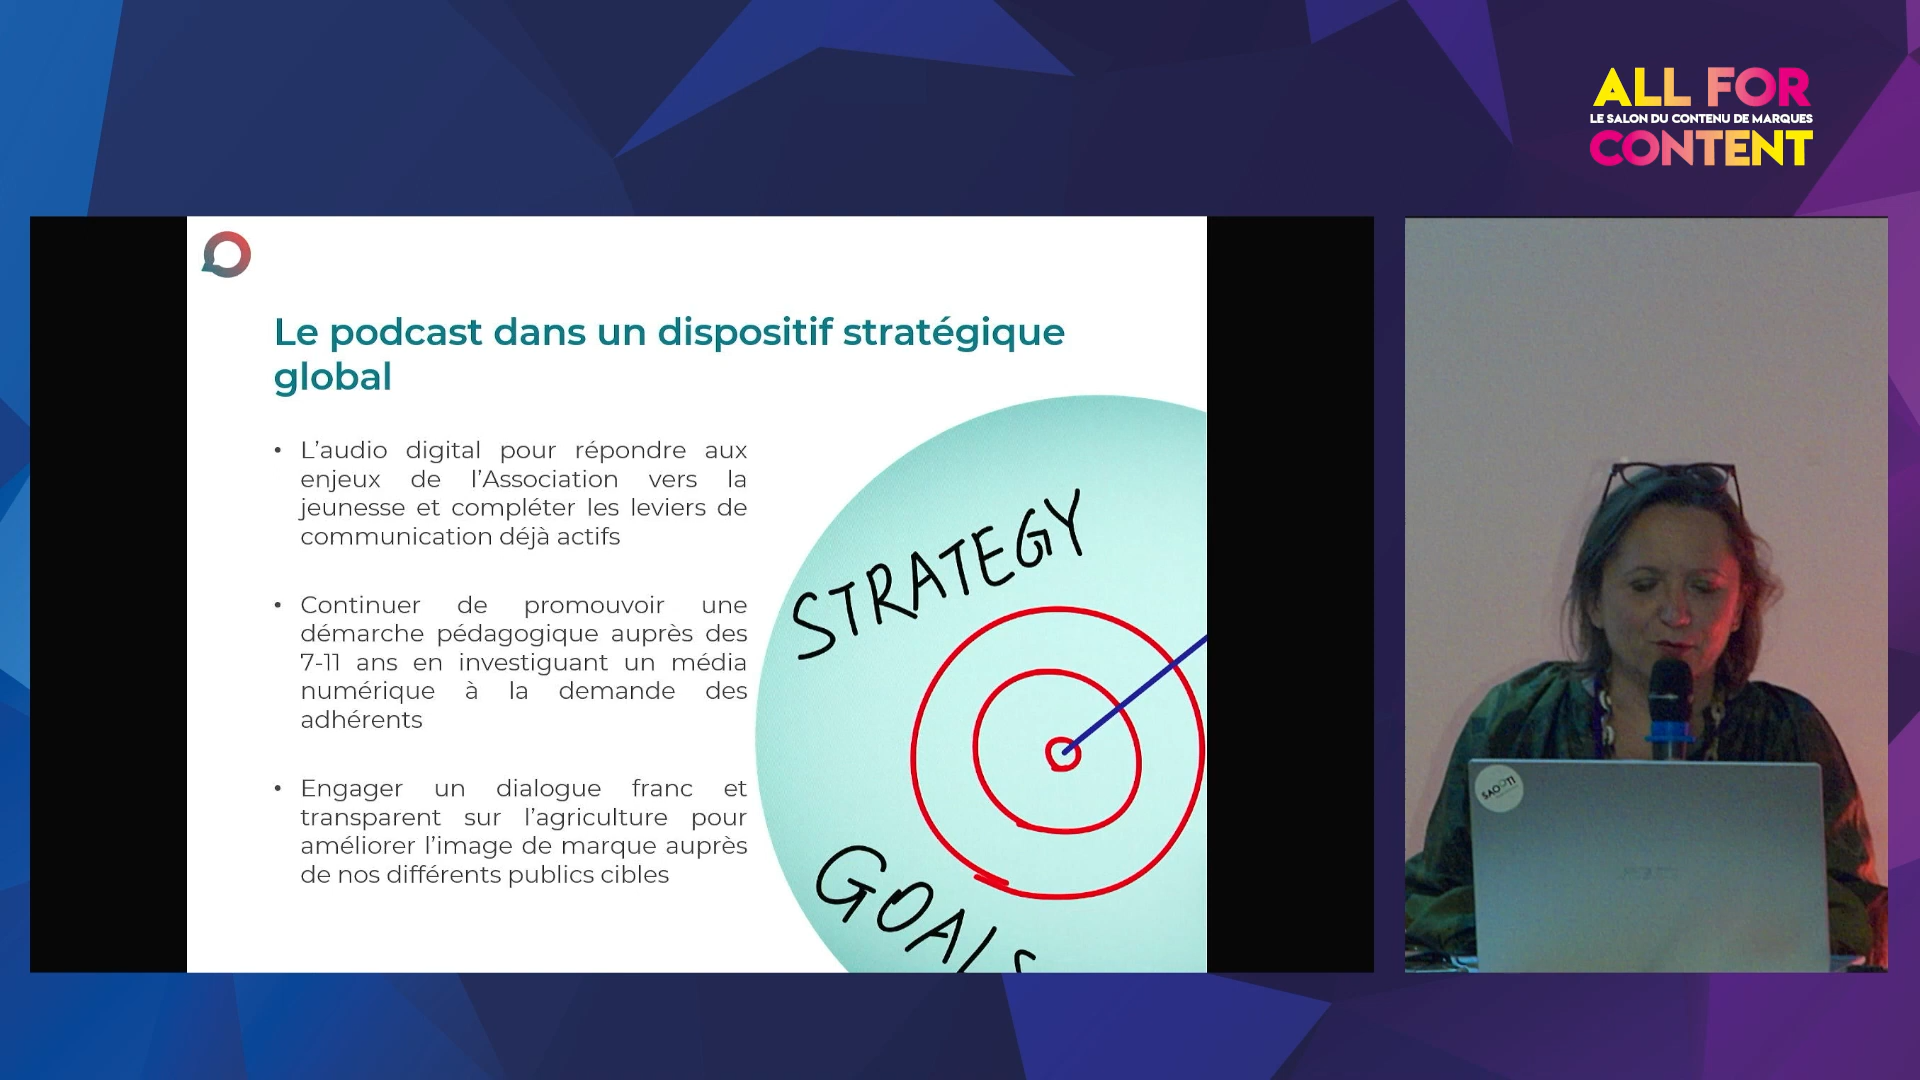 ALL FOR
LE SALON DU CONTENU DE MARQUES
CONTENT
Le podcast dans un dispositif stratégique
global
• L’audio digital pour répondre aux
enjeux de l’Association vers la
jeunesse et compléter les leviers de
communication déjà actifs
• Continuer de promouvoir une
démarche pédagogique auprès des
7-11 ans en investiguant un média
numérique à la demande des
adhérents
• Engager un dialogue franc et
transparent sur l’agriculture pour
améliorer l’image de marque auprès
de nos différents publics cibles
STRATEGY
GOALS
SAOOTI